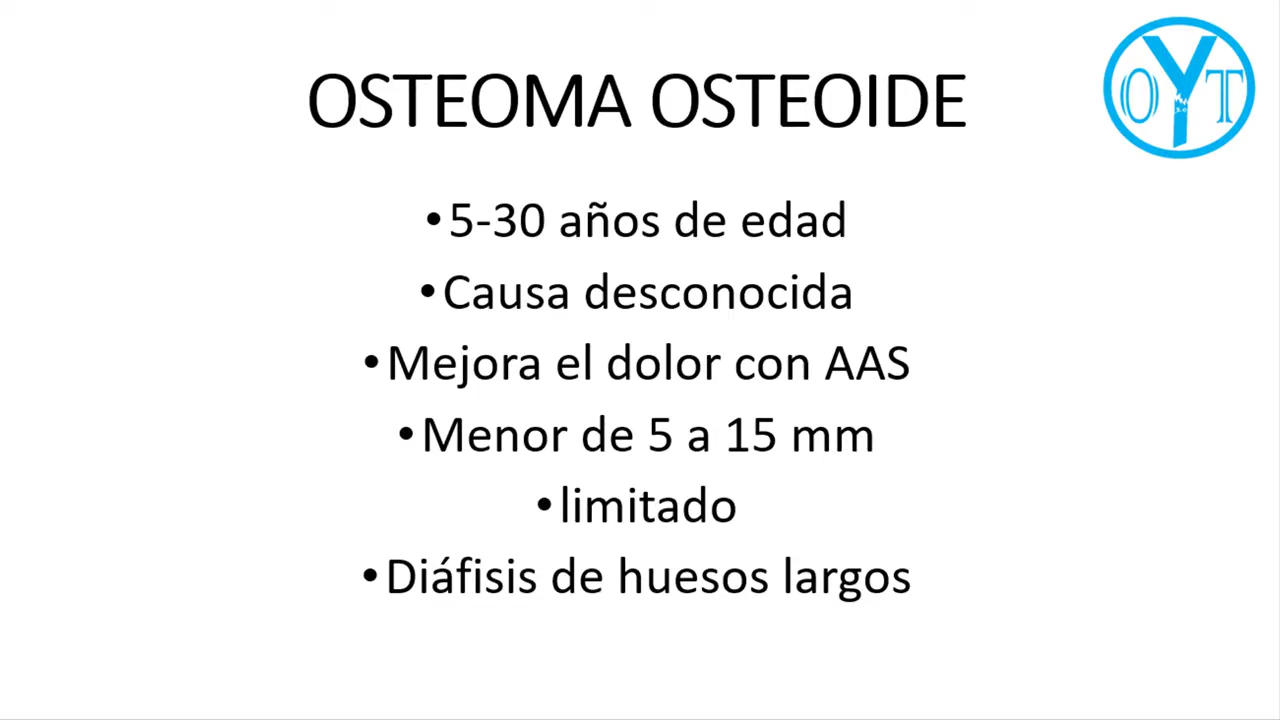 OSTEOMA OSTEOIDE
OYT
•5-30 años de edad
•Causa desconocida
•Mejora el dolor con AAS
•Menor de 5 a 15 mm
•limitado
•Diáfisis de huesos largos